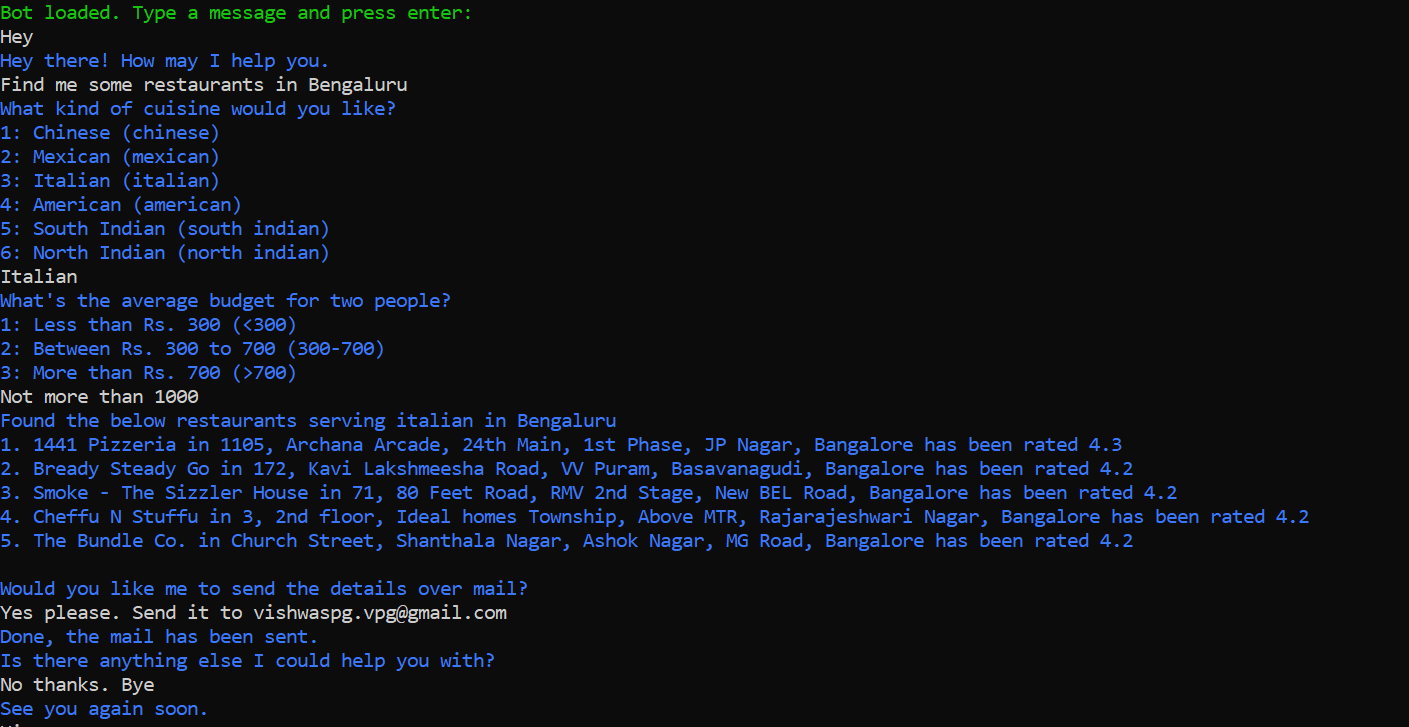 Bot loaded. Type a message and press enter:
Hey
Hey there! How may I help you.
Find me some restaurants in Bengaluru
What kind of cuisine would you like?
1: Chinese (chinese)
2: Mexican (mexican)
3: Italian (italian)
4: American (american)
5: South Indian (south indian)
6: North Indian (north indian)
Italian
What's the average budget for two people?
1: Less than Rs. 300 (<300)
2: Between Rs. 300 to 700 (300-700)
3: More than Rs. 700 (>700)
Not more than 1000
Found the below restaurants serving italian in Bengaluru
1. 1441 Pizzeria in 1105, Archana Arcade, 24th Main, 1st Phase, JP Nagar, Bangalore has been rated 4.3
2. Bready Steady Go in 172, Kavi Lakshmeesha Road, VV Puram, Basavanagudi, Bangalore has been rated 4.2
3. Smoke - The Sizzler House in 71, 80 Feet Road, RMV 2nd Stage, New BEL Road, Bangalore has been rated 4.2
4. Cheffu N Stuffu in 3, 2nd floor, Ideal homes Township, Above MTR, Rajarajeshwari Nagar, Bangalore has been rated 4.2
5. The Bundle Co. in Church Street, Shanthala Nagar, Ashok Nagar, MG Road, Bangalore has been rated 4.2
Would you like me to send the details over mail?
Yes please. Send it to vishwaspg.vpg@gmail.com
Done, the mail has been sent.
Is there anything else I could help you with?
No thanks. Bye
See you again soon.